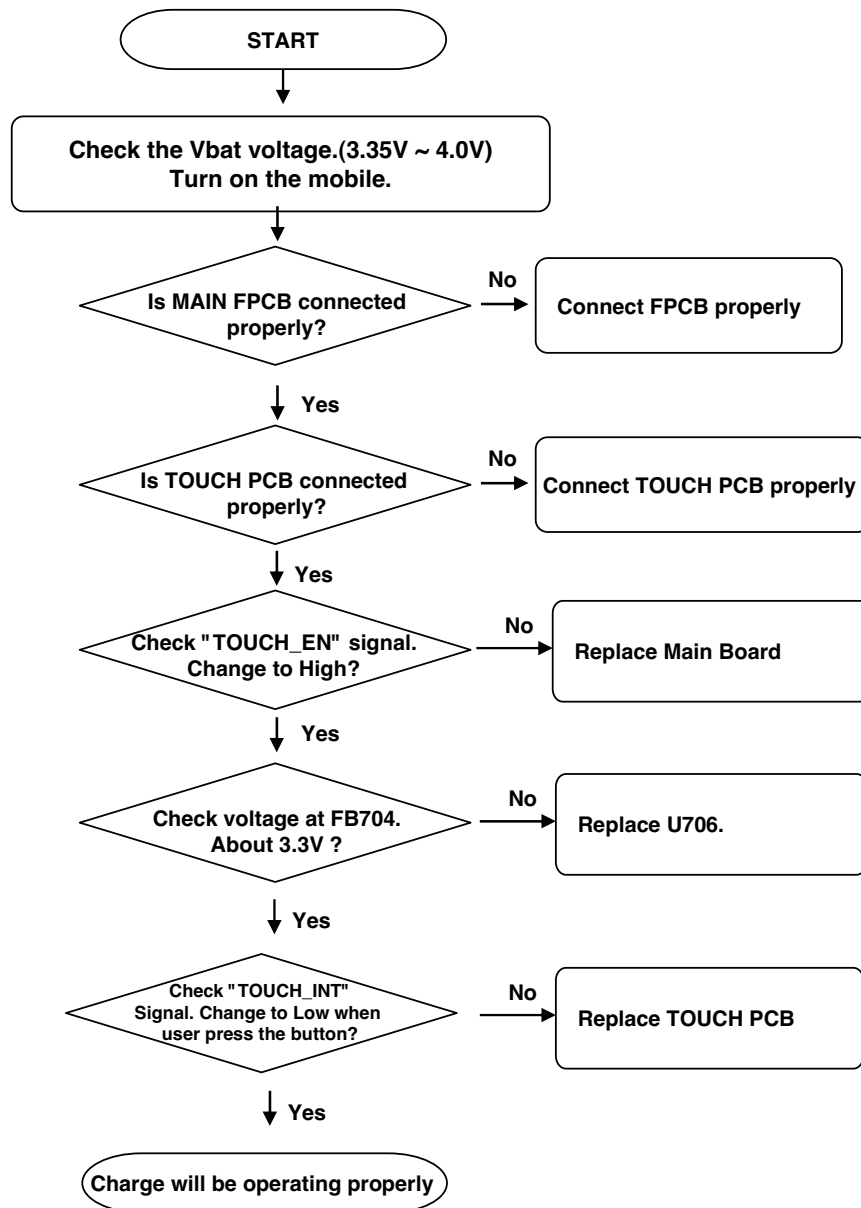 START
Check the Vbat voltage.(3.35V ~ 4.0V)
Turn on the mobile.
Is MAIN FPCB connected
properly?
No
Connect FPCB properly
Yes
Is TOUCH PCB connected
properly?
No
Connect TOUCH PCB properly
Yes
Check "TOUCH_EN" signal.
Change to High?
No
Replace Main Board
Yes
Check voltage at FB704.
About 3.3V ?
No
Replace U706.
Yes
Check "TOUCH_INT"
Signal. Change to Low when
user press the button?
No
Replace TOUCH PCB
Yes
Charge will be operating properly